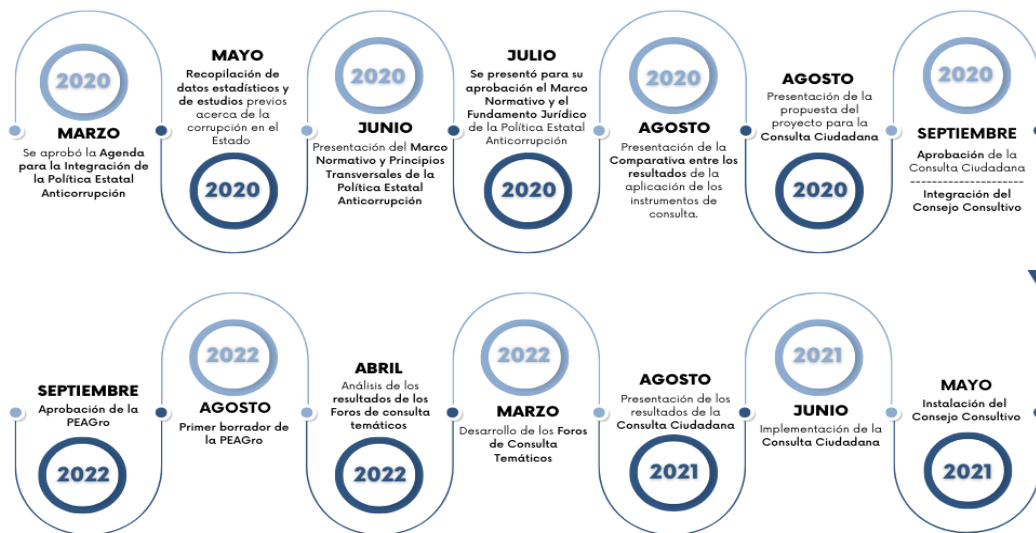 2020
MARZO
Se aprobó la Agenda
para la Integración de
la Política Estatal
Anticorrupción
MAYO
Recopilación de
datos estadísticos y
de estudios previos
acerca de la
corrupción en el
Estado
2020
2020
JUNIO
Presentación del Marco
Normativo y Principios
Transversales de la
Política Estatal
Anticorrupción
JULIO
Se presentó para su
aprobación el Marco
Normativo y el
Fundamento Jurídico
de la Política Estatal
Anticorrupción
2020
2020
AGOSTO
Presentación de la
Comparativa entre los
resultados de la
aplicación de los
instrumentos de
consulta.
AGOSTO
Presentación de la
propuesta del
proyecto para la
Consulta Ciudadana
2020
2020
SEPTIEMBRE
Aprobación de la
Consulta Ciudadana
---------------------
Integración del
Consejo Consultivo
MAYO
Instalación del
Consejo Consultivo
2021
2021
JUNIO
Implementación de la
Consulta Ciudadana
AGOSTO
Presentación de los
resultados de la
Consulta Ciudadana
2021
2022
MARZO
Desarrollo de los Foros
de Consulta
Temáticos
ABRIL
Análisis de los
resultados de los
Foros de consulta
temáticos
2022
2022
AGOSTO
Primer borrador de
la PEAGro
SEPTIEMBRE
Aprobación de la
PEAGro
2022